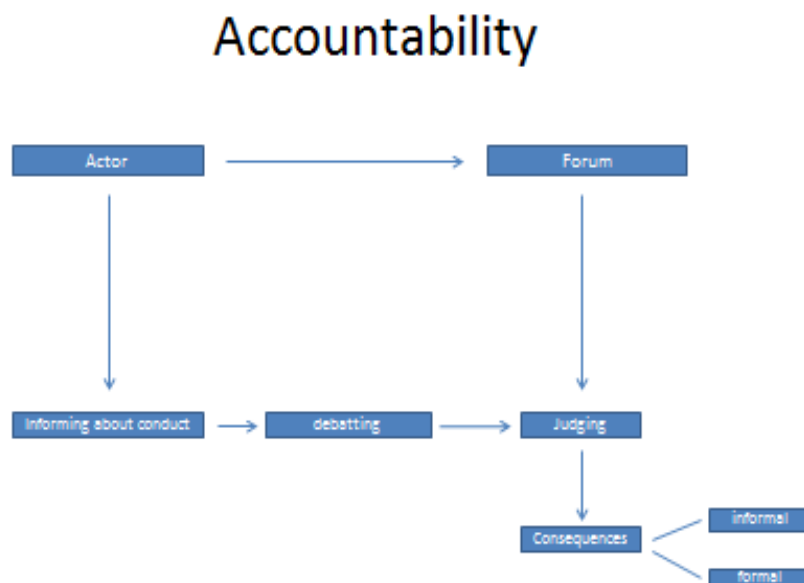 Accountability
Actor
Forum
Informing about conduct
debatting
Judging
Consequences
informal
formal